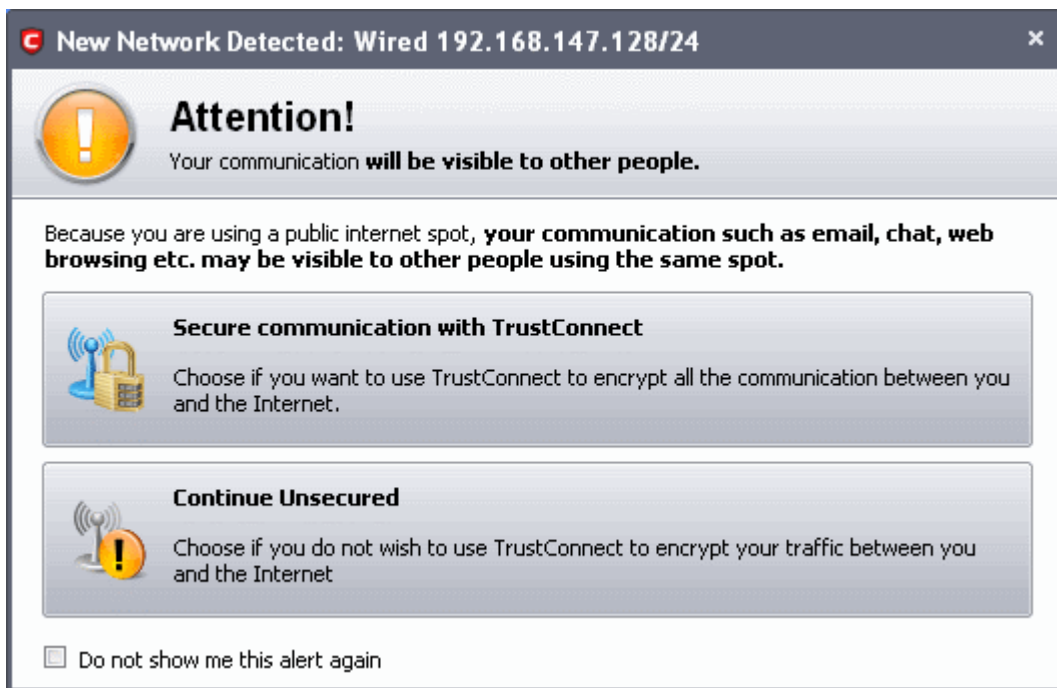 New Network Detected: Wired 192.168.147.128/24
Attention!
Your communication will be visible to other people.
Because you are using a public internet spot, your communication such as email, chat, web
browsing etc. may be visible to other people using the same spot.
Secure communication with TrustConnect
Choose if you want to use TrustConnect to encrypt all the communication between you
and the Internet.
Continue Unsecured
Choose if you do not wish to use TrustConnect to encrypt your traffic between you
and the Internet
Do not show me this alert again